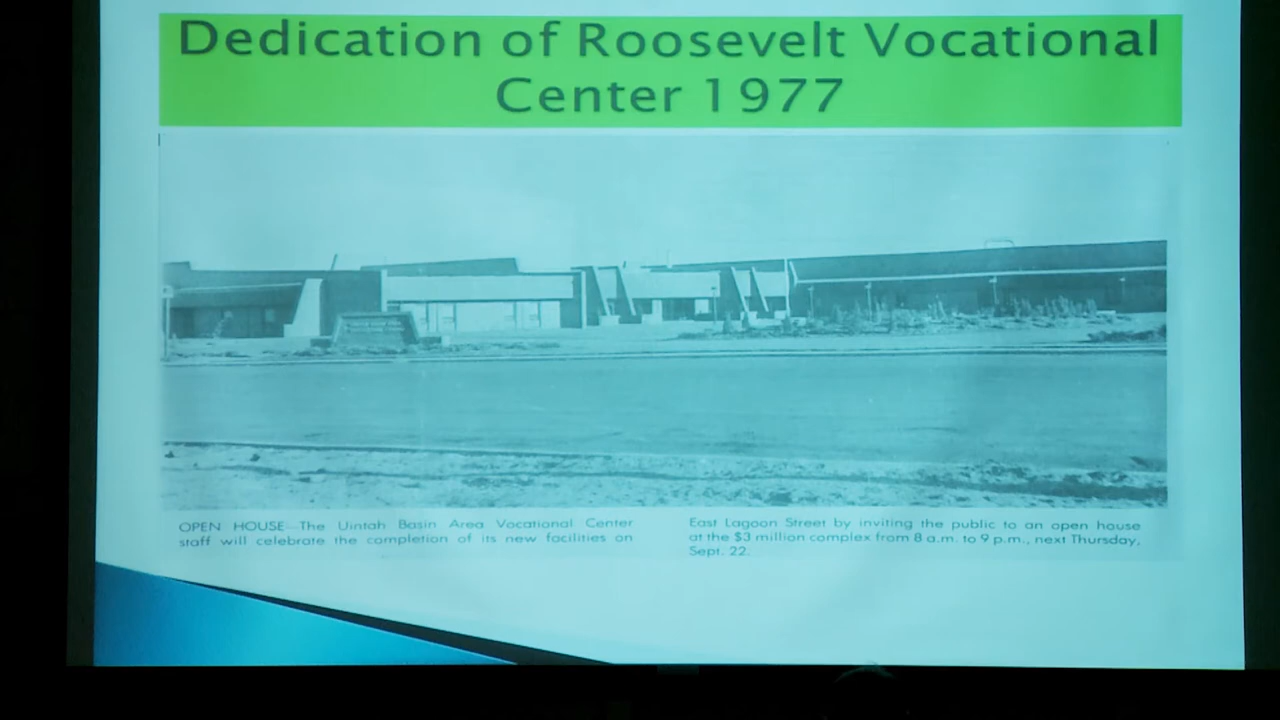 Dedication of Roosevelt Vocational
Center 1977
OPEN HOUSE—The Uintah Basin Area Vocational Center
staff will celebrate the completion of its new facilities on
East Lagoon Street by inviting the public to an open house
at the $3 million complex from 8 a.m. to 9 p.m., next Thursday,
Sept. 22.